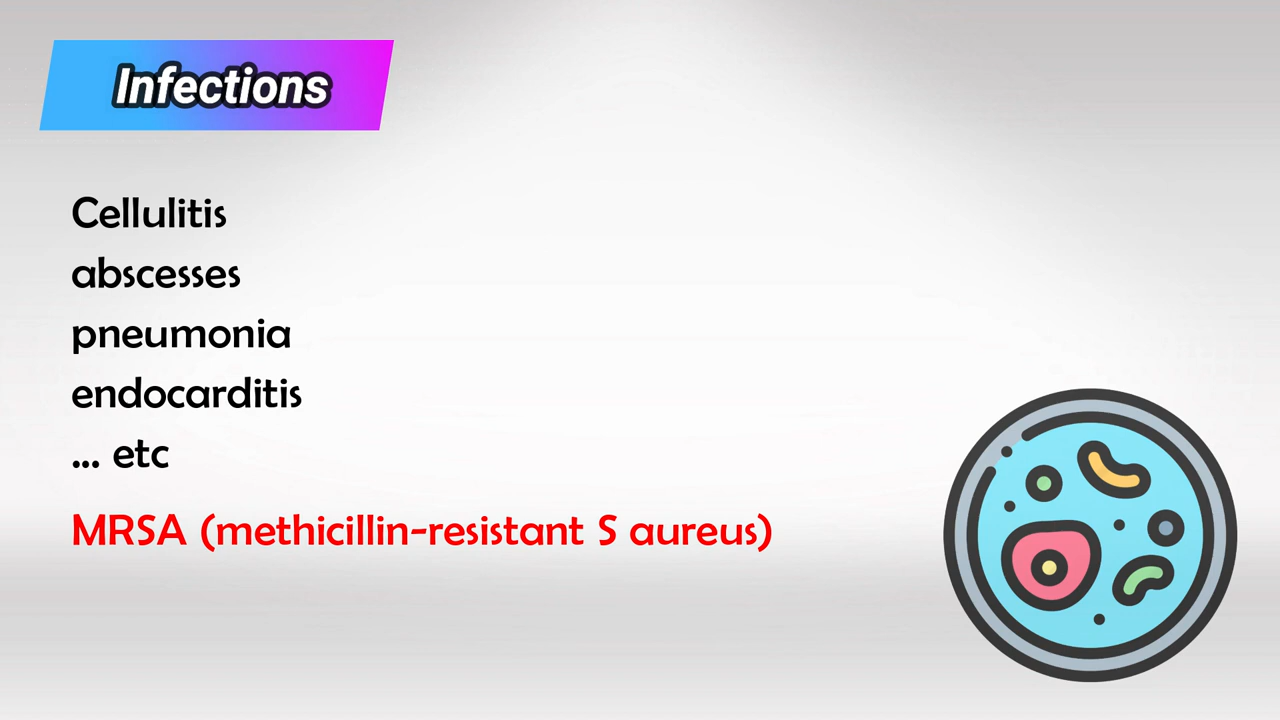 Infections
Cellulitis
abscesses
pneumonia
endocarditis
... etc
MRSA (methicillin-resistant S aureus)